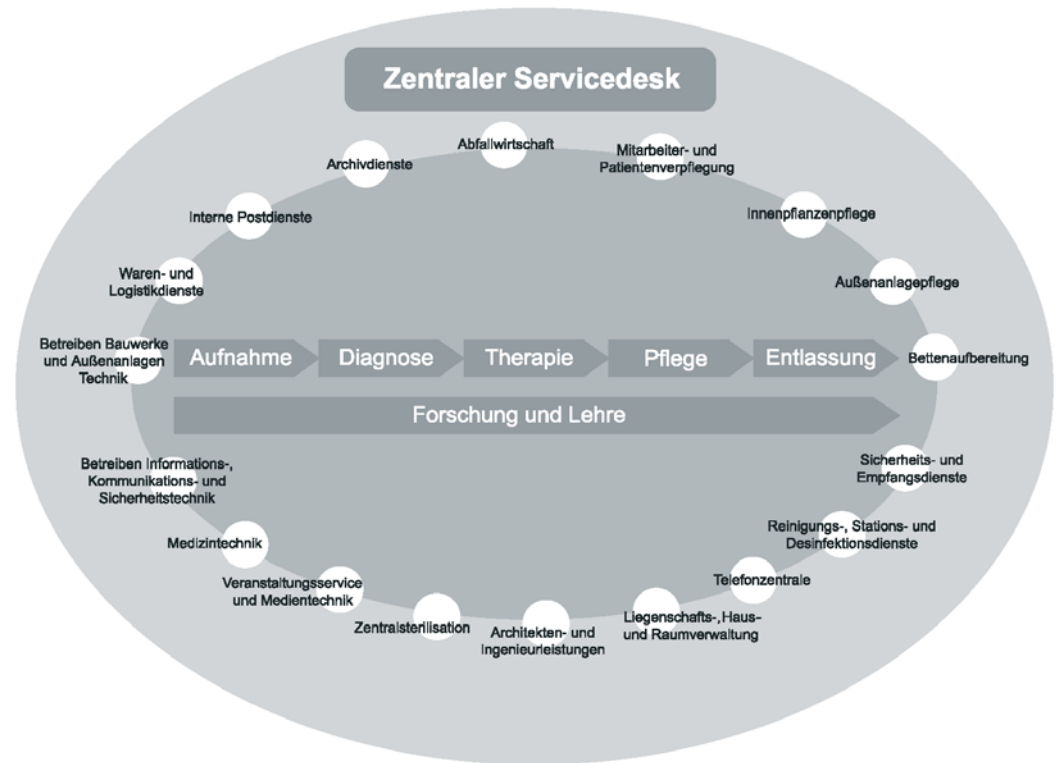 Zentraler Servicedesk
Abfallwirtschaft
Mitarbeiter- und
Patientenverpflegung
Archivdienste
Innenpflanzenpflege
Interne Postdienste
Waren- und
Logistikdienste
Außenanlagepflege
Betreiben Bauwerke
und Außenanlagen
Technik
Aufnahme
Diagnose
Therapie
Pflege
Entlassung
Bettenaufbereitung
Forschung und Lehre
Betreiben Informations-,
Kommunikations- und
Sicherheitstechnik
Sicherheits- und
Empfangsdienste
Medizintechnik
Reinigungs-, Stations- und
Desinfektionsdienste
Veranstaltungsservice
und Medientechnik
Telefonzentrale
Zentralsterilisation
Architekten- und
Ingenieurleistungen
Liegenschafts-, Haus-
und Raumverwaltung